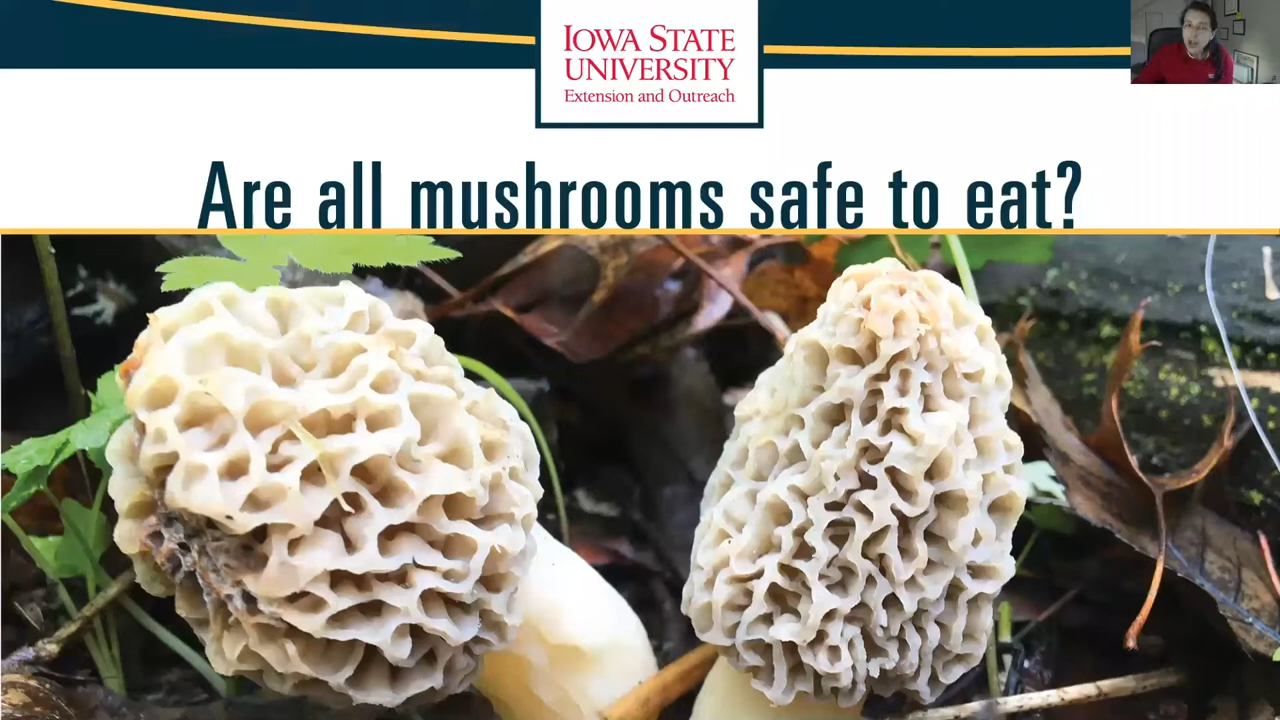 IOWA STATE
UNIVERSITY
Extension and Outreach
Are all mushrooms safe to eat?